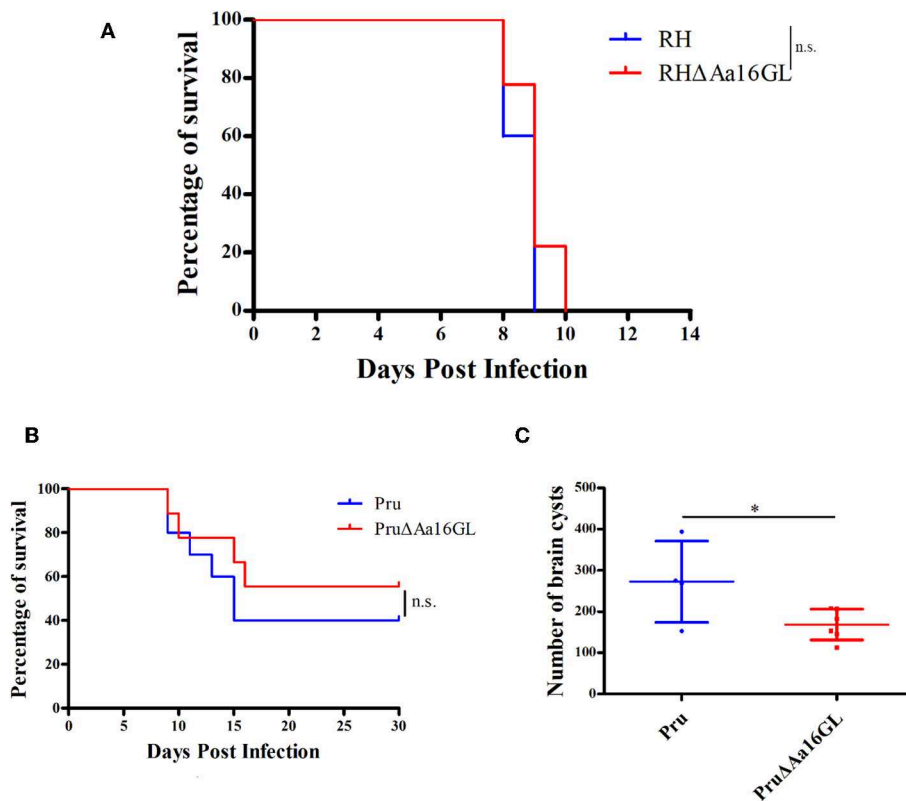 A
Percentage of survival
100
80
60
40
20
0
0 2 4 6 8 10 12 14
Days Post Infection
RH
RHΔAa16GL
n.s.
B
Percentage of survival
100
80
60
40
20
0
0 5 10 15 20 25 30
Days Post Infection
Pru
PruΔAa16GL
n.s.
C
Number of brain cysts
500
400
300
200
100
0
*
Pru
PruΔAa16GL